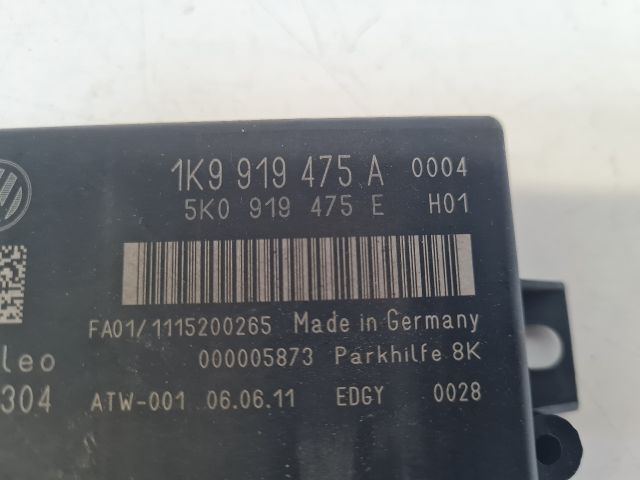 1K9 919 475 A 0004
5K0 919 475 E H01
FA01/1115200265 Made in Germany
leo 000005873 Parkhilfe 8K
304 ATW-001 06.06.11 EDGY 0028